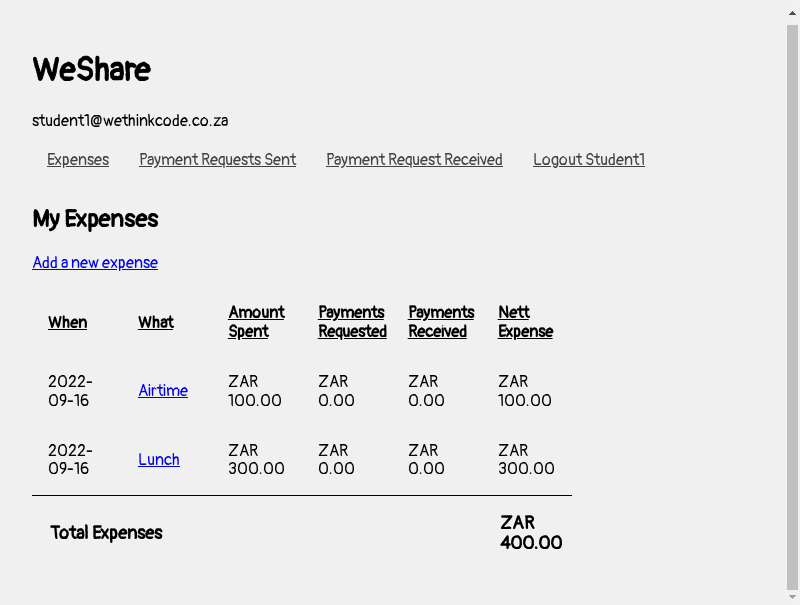 WeShare
student1@wethinkcode.co.za
Expenses Payment Requests Sent Payment Request Received Logout Student1
My Expenses
Add a new expense
When What Amount Spent Payments Requested Payments Received Nett Expense
2022-09-16 Airtime ZAR 100.00 ZAR 0.00 ZAR 0.00 ZAR 100.00
2022-09-16 Lunch ZAR 300.00 ZAR 0.00 ZAR 0.00 ZAR 300.00
Total Expenses ZAR 400.00